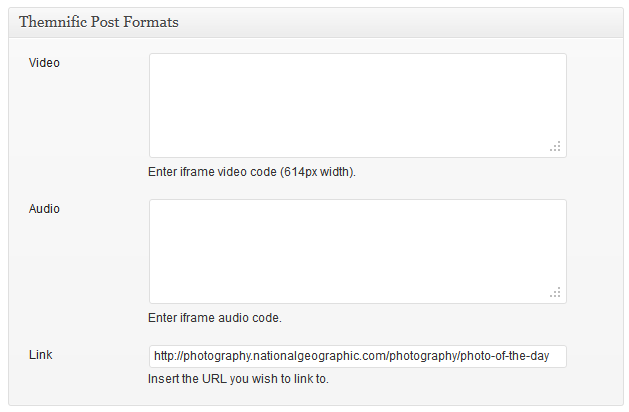 Themnific Post Formats
Video
Enter iframe video code (614px width).
Audio
Enter iframe audio code.
Link
http://photography.nationalgeographic.com/photography/photo-of-the-day
Insert the URL you wish to link to.